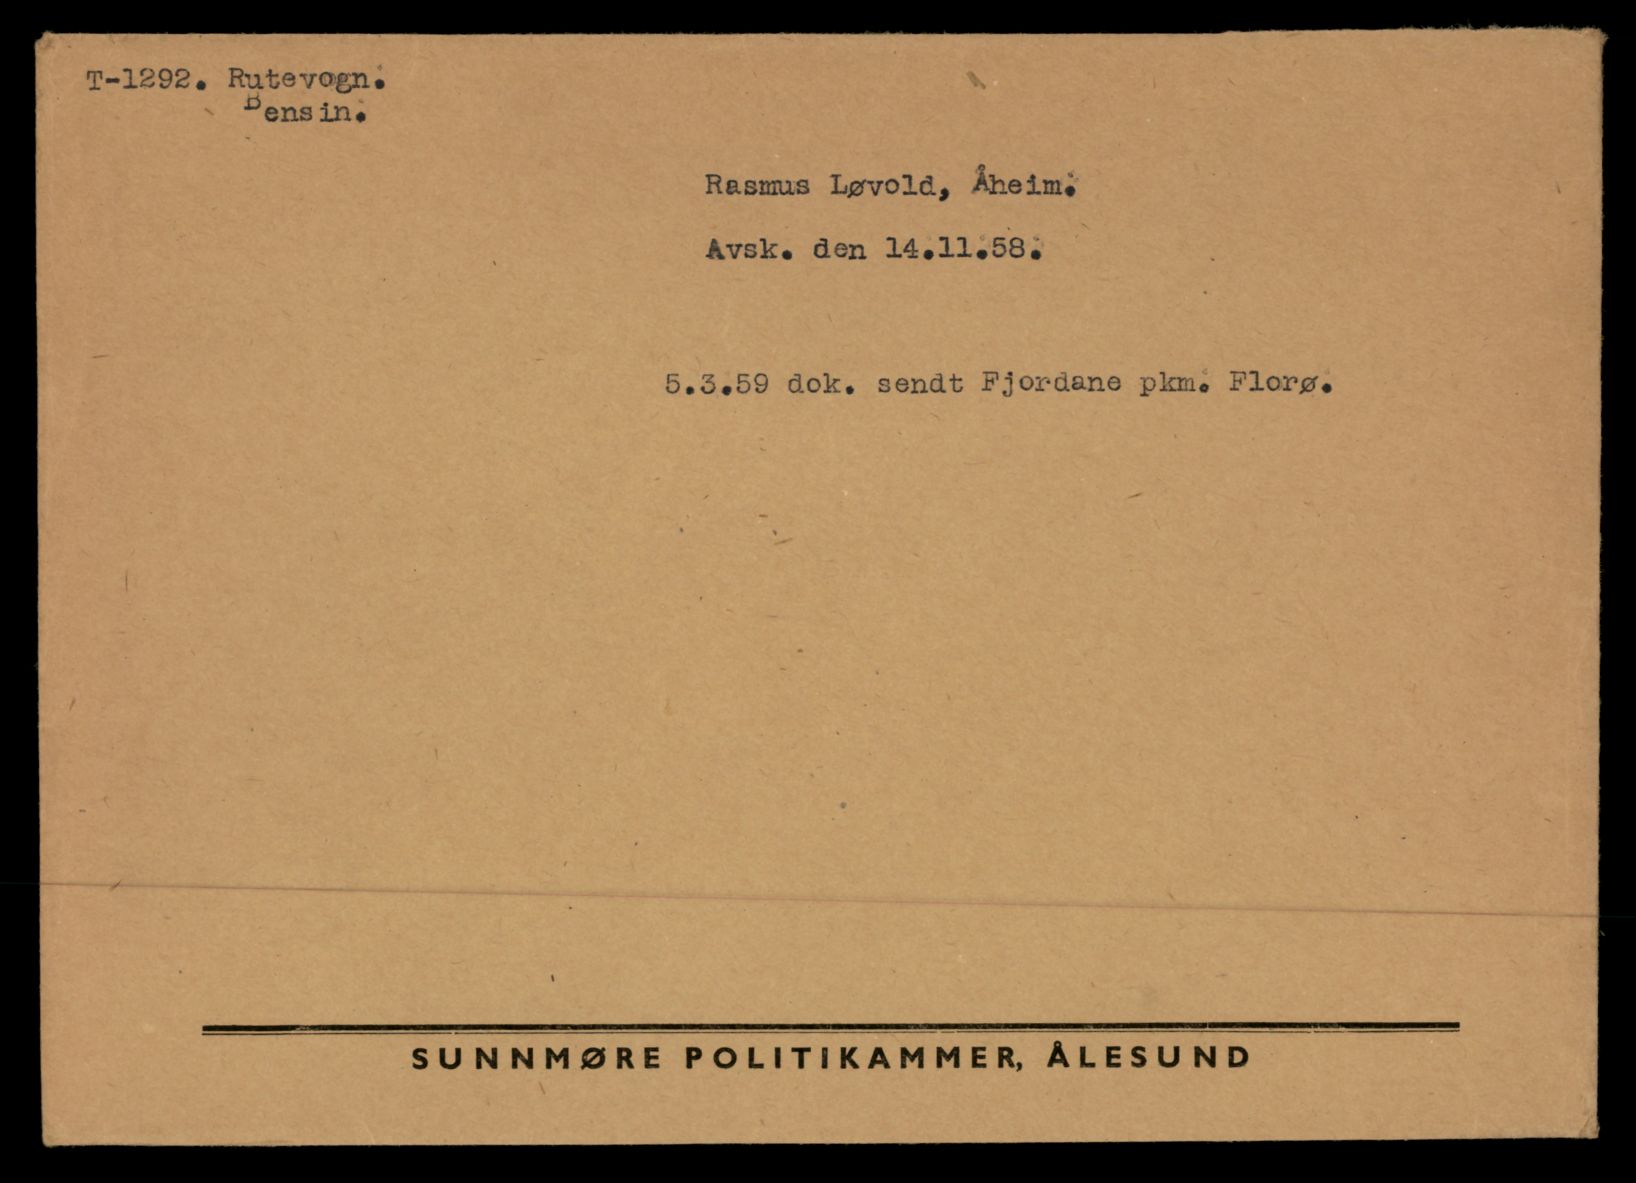 T-1292. Rutevogn.
Bensin.
Rasmus Løvold, Åheim.
Avsk. den 14.11.58.
5.3.59 dok. sendt Fjordane pkm. Florø.
SUNNMØRE POLITIKAMMER, ÅLESUND